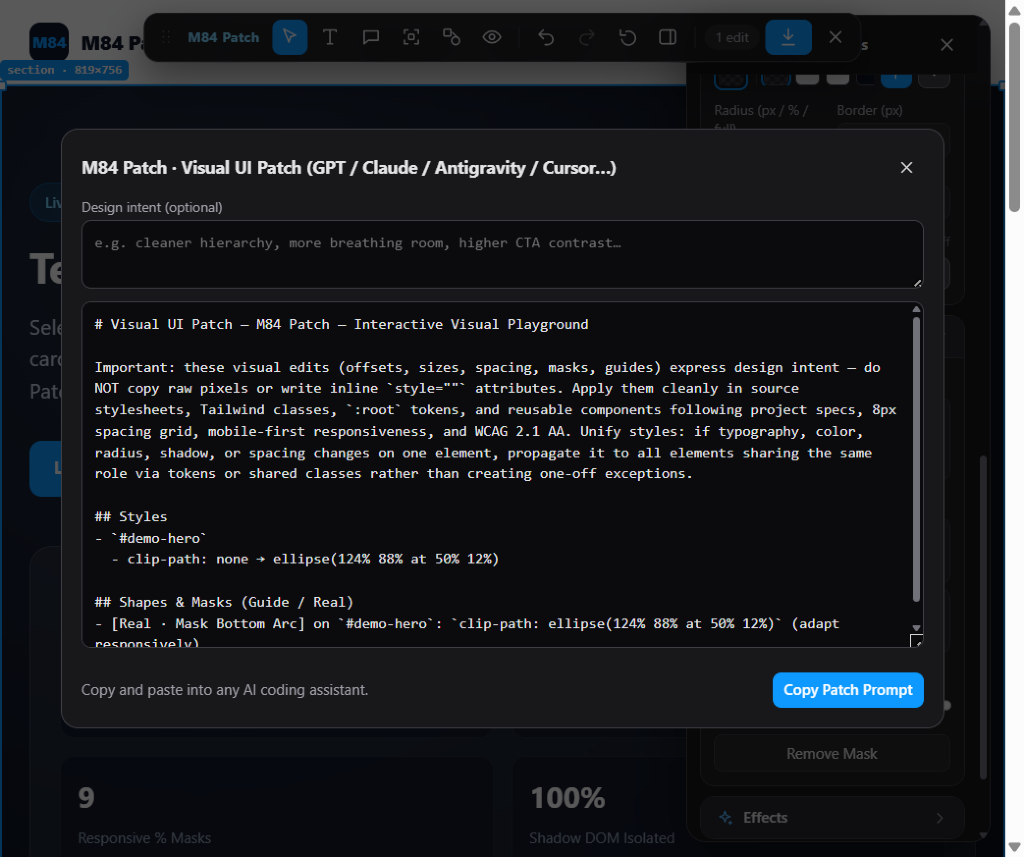 M84 M84 P
M84 Patch
1 edit
s
section · 819×756
Radius (px / % /
full)
Border (px)
M84 Patch · Visual UI Patch (GPT / Claude / Antigravity / Cursor...)
Design intent (optional)
e.g. cleaner hierarchy, more breathing room, higher CTA contrast…
# Visual UI Patch — M84 Patch — Interactive Visual Playground
Important: these visual edits (offsets, sizes, spacing, masks, guides) express design intent — do
NOT copy raw pixels or write inline `style=""` attributes. Apply them cleanly in source
stylesheets, Tailwind classes, `:root` tokens, and reusable components following project specs, 8px
spacing grid, mobile-first responsiveness, and WCAG 2.1 AA. Unify styles: if typography, color,
radius, shadow, or spacing changes on one element, propagate it to all elements sharing the same
role via tokens or shared classes rather than creating one-off exceptions.
## Styles
- `#demo-hero`
- clip-path: none → ellipse(124% 88% at 50% 12%)
## Shapes & Masks (Guide / Real)
- [Real · Mask Bottom Arc] on `#demo-hero`: `clip-path: ellipse(124% 88% at 50% 12%)` (adapt
responsively)
Copy and paste into any AI coding assistant.
Copy Patch Prompt
Liv
Te
Sele
card
Patc
L
Remove Mask
Effects
9
Responsive % Masks
100%
Shadow DOM Isolated